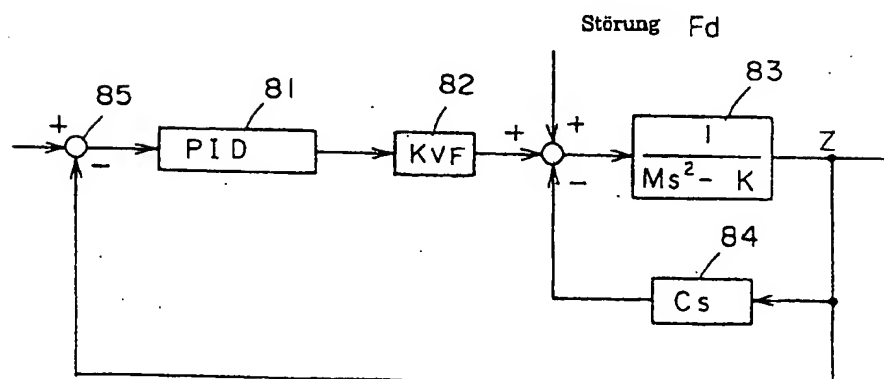 Störung Fd
85
81
82
83
+
PID
+
KVF
+
1
Z
−
−
Ms² − K
84
Cs